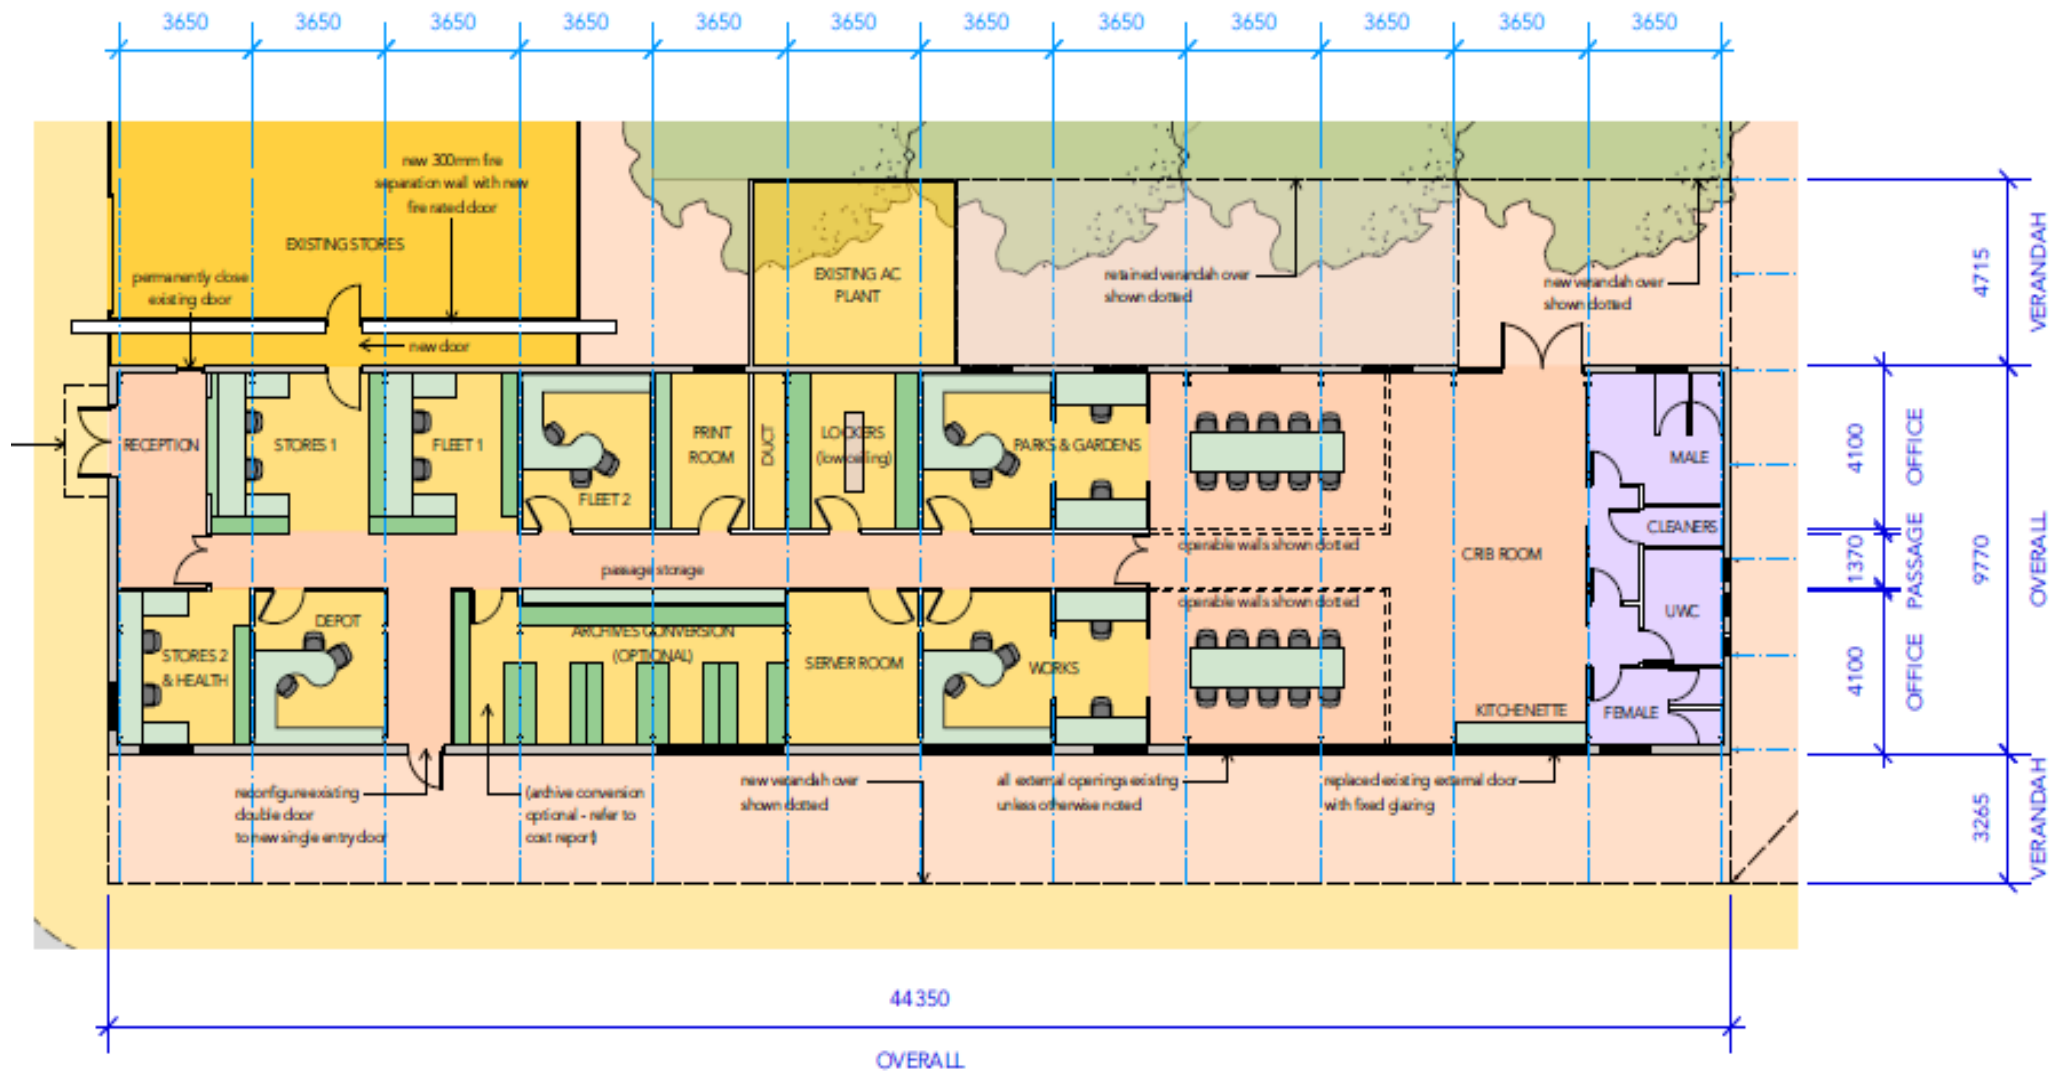 3650 3650 3650 3650 3650 3650 3650 3650 3650 3650 3650 3650
new 300mm fire
separation wall with new
fire rated door
EXISTING STORES
permanently close
existing door
new door
EXISTING AC
PLANT
retained verandah over
shown dotted
new verandah over
shown dotted
4715
VERANDAH
RECEPTION
STORES 1
FLEET 1
FLEET 2
PRINT
ROOM
DUCT
LOCKERS
(low ceiling)
PARKS & GARDENS
MALE
CLEANERS
4100
OFFICE
operable walls shown dotted
CRIB ROOM
passage storage
1370
PASSAGE
9770
OVERALL
operable walls shown dotted
UWC
DEPOT
STORES 2
& HEALTH
ARCHIVES CONVERSION
(OPTIONAL)
SERVER ROOM
WORKS
KITCHENETTE
FEMALE
4100
OFFICE
reconfigure existing
double door
to new single entry door
(archive conversion
optional - refer to
cost report)
new verandah over
shown dotted
all external openings existing
unless otherwise noted
replaced existing external door
with fixed glazing
3265
VERANDAH
44350
OVERALL